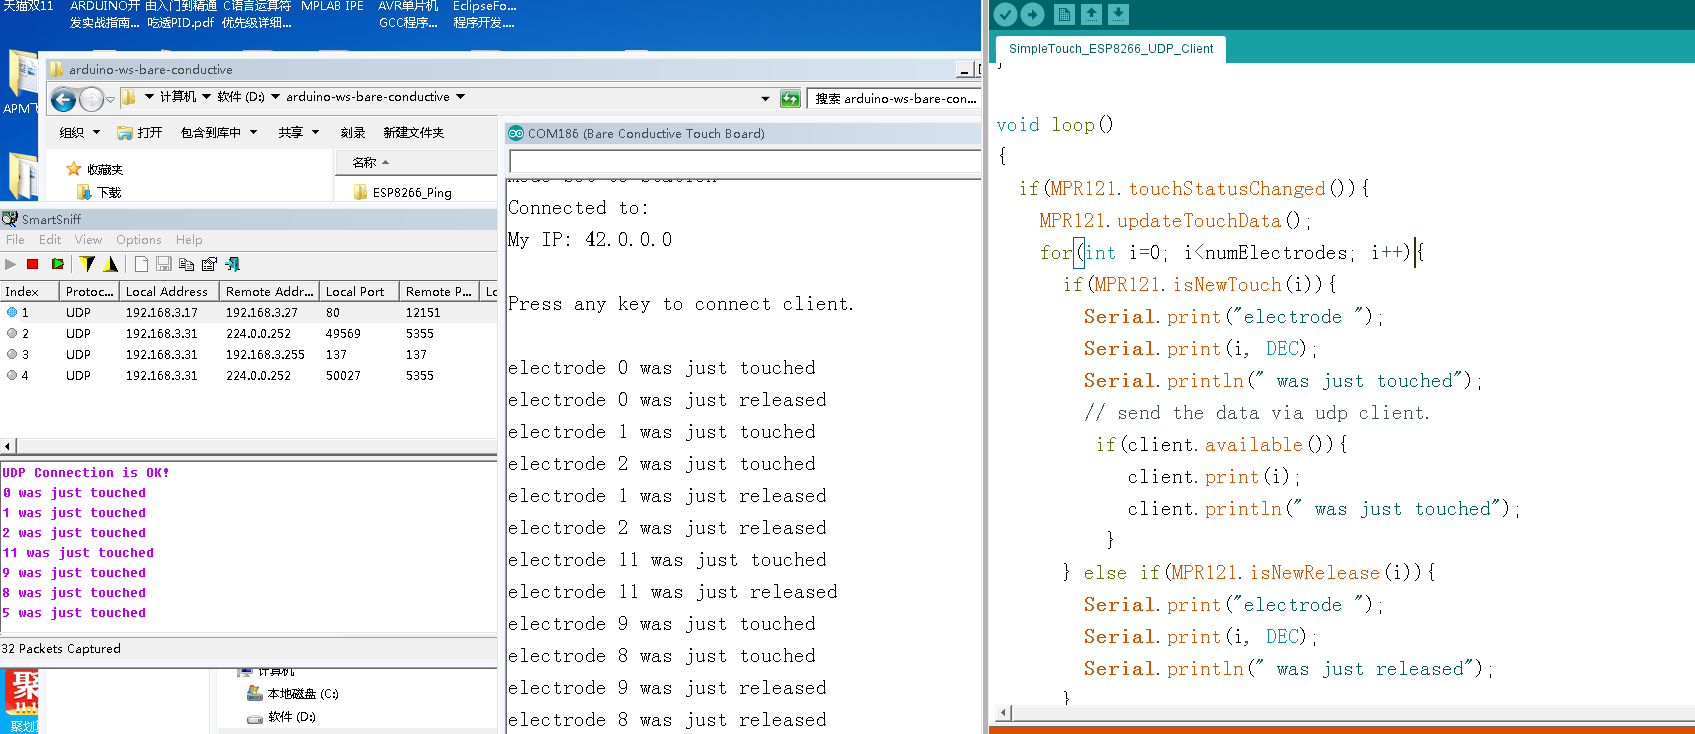 天猫双11
ARDUINO开发实战指南...
由入门到精通吃透PID.pdf
C语言运算符优先级详细...
MPLAB IPE
AVR单片机GCC程序...
EclipseFo...程序开发....
arduino-ws-bare-conductive
计算机 软件 (D:) arduino-ws-bare-conductive
搜索 arduino-ws-bare-con...
组织 打开 包含到库中 共享 刻录 新建文件夹
收藏夹
下载
名称
ESP8266_Ping
SmartSniff
File Edit View Options Help
Index Protoc... Local Address Remote Addr... Local Port Remote P... Lo
1 UDP 192.168.3.17 192.168.3.27 80 12151
2 UDP 192.168.3.31 224.0.0.252 49569 5355
3 UDP 192.168.3.31 192.168.3.255 137 137
4 UDP 192.168.3.31 224.0.0.252 50027 5355
UDP Connection is OK!
0 was just touched
1 was just touched
2 was just touched
11 was just touched
9 was just touched
8 was just touched
5 was just touched
32 Packets Captured
计算机
本地磁盘 (C:)
软件 (D:)
COM186 (Bare Conductive Touch Board)
Connected to:
My IP: 42.0.0.0
Press any key to connect client.
electrode 0 was just touched
electrode 0 was just released
electrode 1 was just touched
electrode 2 was just touched
electrode 1 was just released
electrode 2 was just released
electrode 11 was just touched
electrode 11 was just released
electrode 9 was just touched
electrode 8 was just touched
electrode 9 was just released
electrode 8 was just released
SimpleTouch_ESP8266_UDP_Client
}
void loop()
{
if(MPR121.touchStatusChanged()){
MPR121.updateTouchData();
for(int i=0; i<numElectrodes; i++){
if(MPR121.isNewTouch(i)){
Serial.print("electrode ");
Serial.print(i, DEC);
Serial.println(" was just touched");
// send the data via udp client.
if(client.available()){
client.print(i);
client.println(" was just touched");
}
} else if(MPR121.isNewRelease(i)){
Serial.print("electrode ");
Serial.print(i, DEC);
Serial.println(" was just released");
}